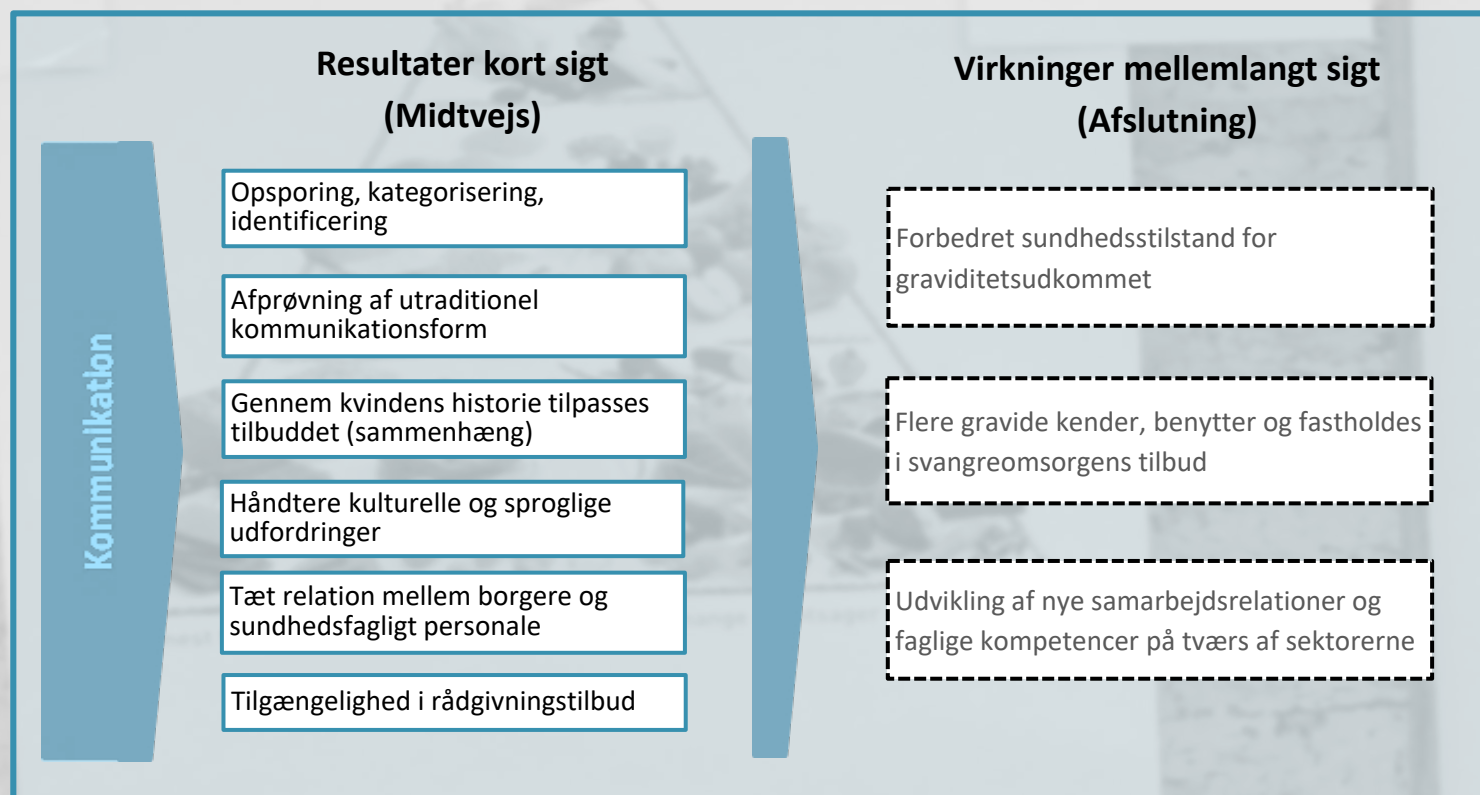 Resultater kort sigt
(Midtvejs)
Virkninger mellemlangt sigt
(Afslutning)
Kommunikation
Opsporing, kategorisering,
identificering
Afprøvning af utraditionel
kommunikationsform
Gennem kvindens historie tilpasses
tilbuddet (sammenhæng)
Håndtere kulturelle og sproglige
udfordringer
Tæt relation mellem borgere og
sundhedsfagligt personale
Tilgængelighed i rådgivningstilbud
Forbedret sundhedsstilstand for
graviditetsudkommet
Flere gravide kender, benytter og fastholdes
i svangreomsorgens tilbud
Udvikling af nye samarbejdsrelationer og
faglige kompetencer på tværs af sektorerne